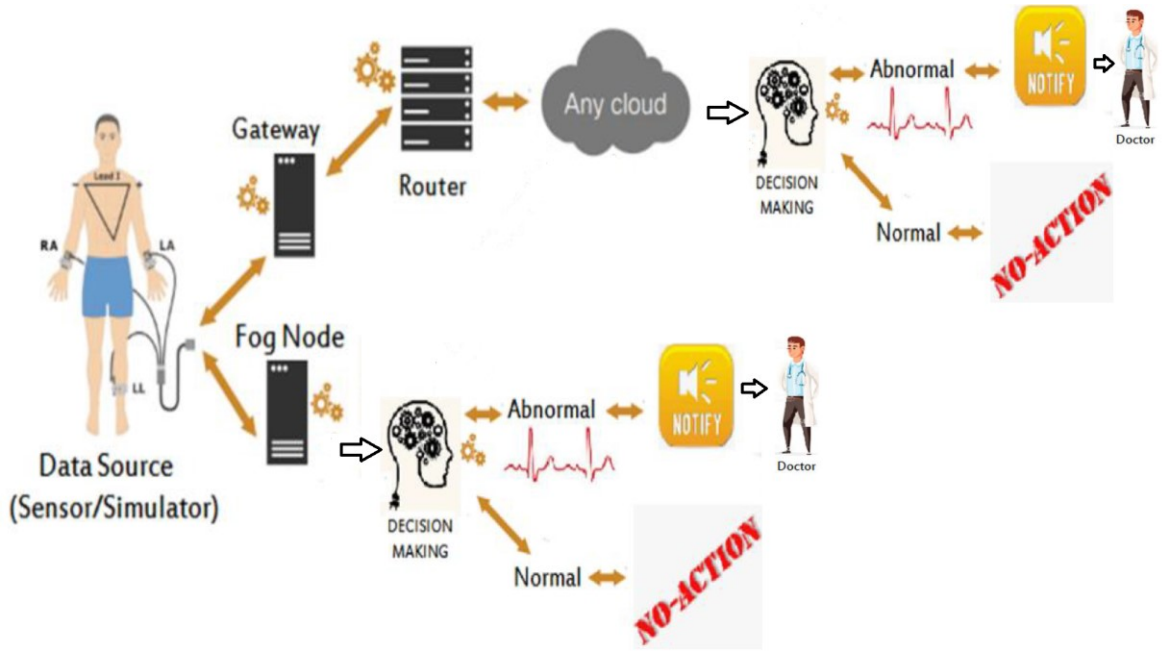 Gateway
Router
Any cloud
DECISION
MAKING
Abnormal
NOTIFY
Doctor
Normal
NO-ACTION
Lead I
- +
RA
LA
LL
Data Source
(Sensor/Simulator)
Fog Node
DECISION
MAKING
Abnormal
NOTIFY
Doctor
Normal
NO-ACTION